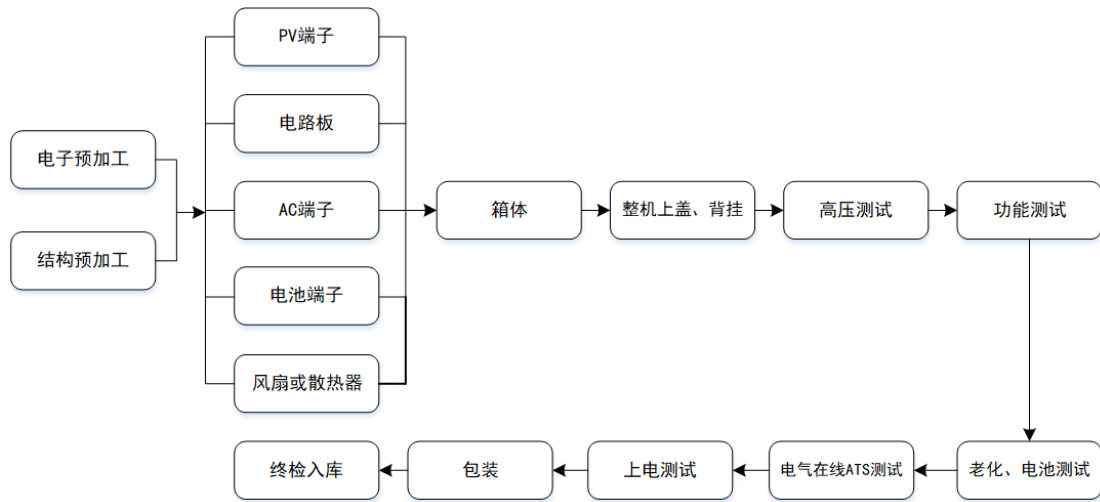 电子预加工
结构预加工
PV端子
电路板
AC端子
电池端子
风扇或散热器
箱体
整机上盖、背挂
高压测试
功能测试
老化、电池测试
电气在线ATS测试
上电测试
包装
终检入库